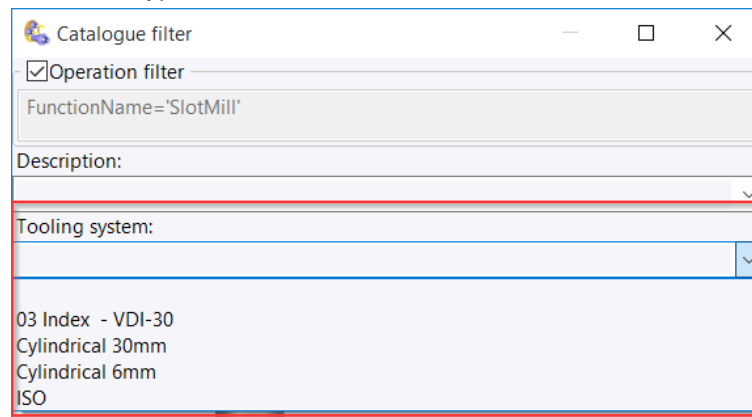 Catalogue filter
Operation filter
FunctionName='SlotMill'
Description:
Tooling system:
03 Index - VDI-30
Cylindrical 30mm
Cylindrical 6mm
ISO